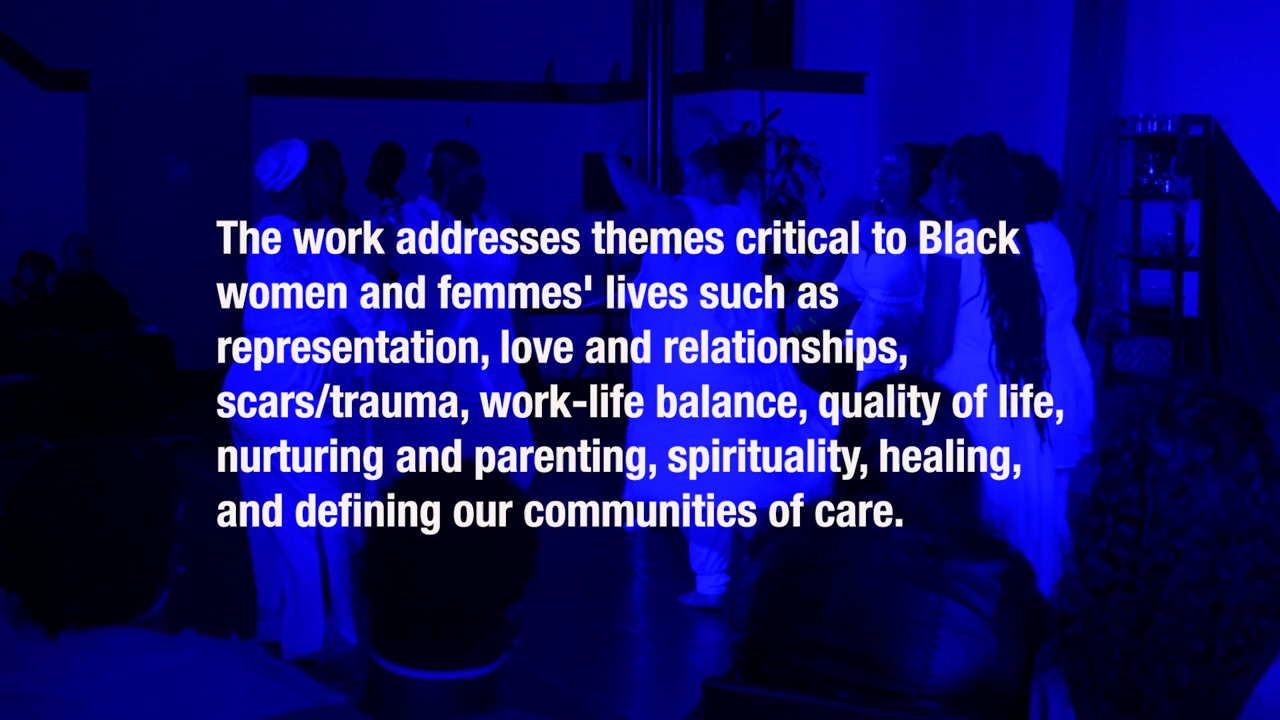 The work addresses themes critical to Black
women and femmes' lives such as
representation, love and relationships,
scars/trauma, work-life balance, quality of life,
nurturing and parenting, spirituality, healing,
and defining our communities of care.